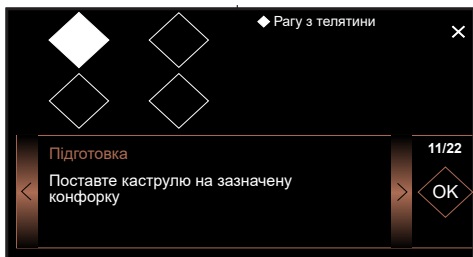 Рагу з телятини
Підготовка
11/22
Поставте каструлю на зазначену
конфорку
OK